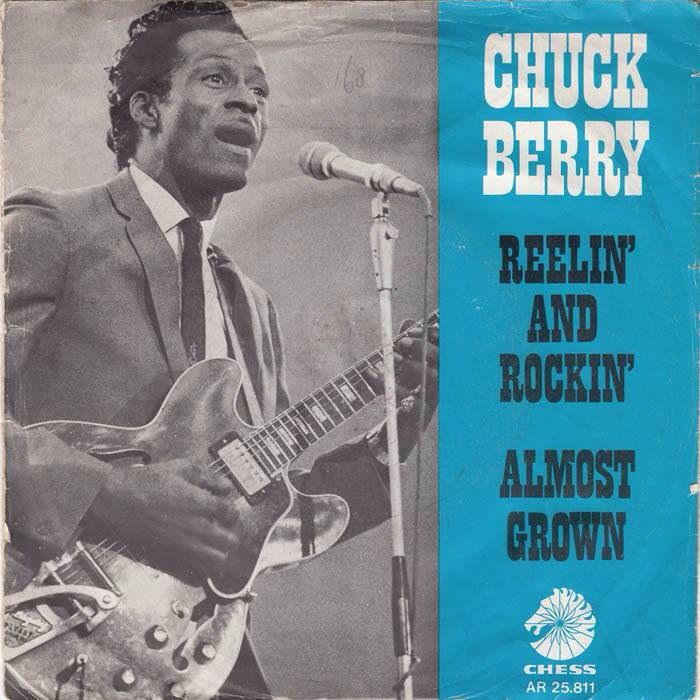 168
CHUCK
BERRY
REELIN'
AND
ROCKIN'
ALMOST
GROWN
CHESS
AR 25.811